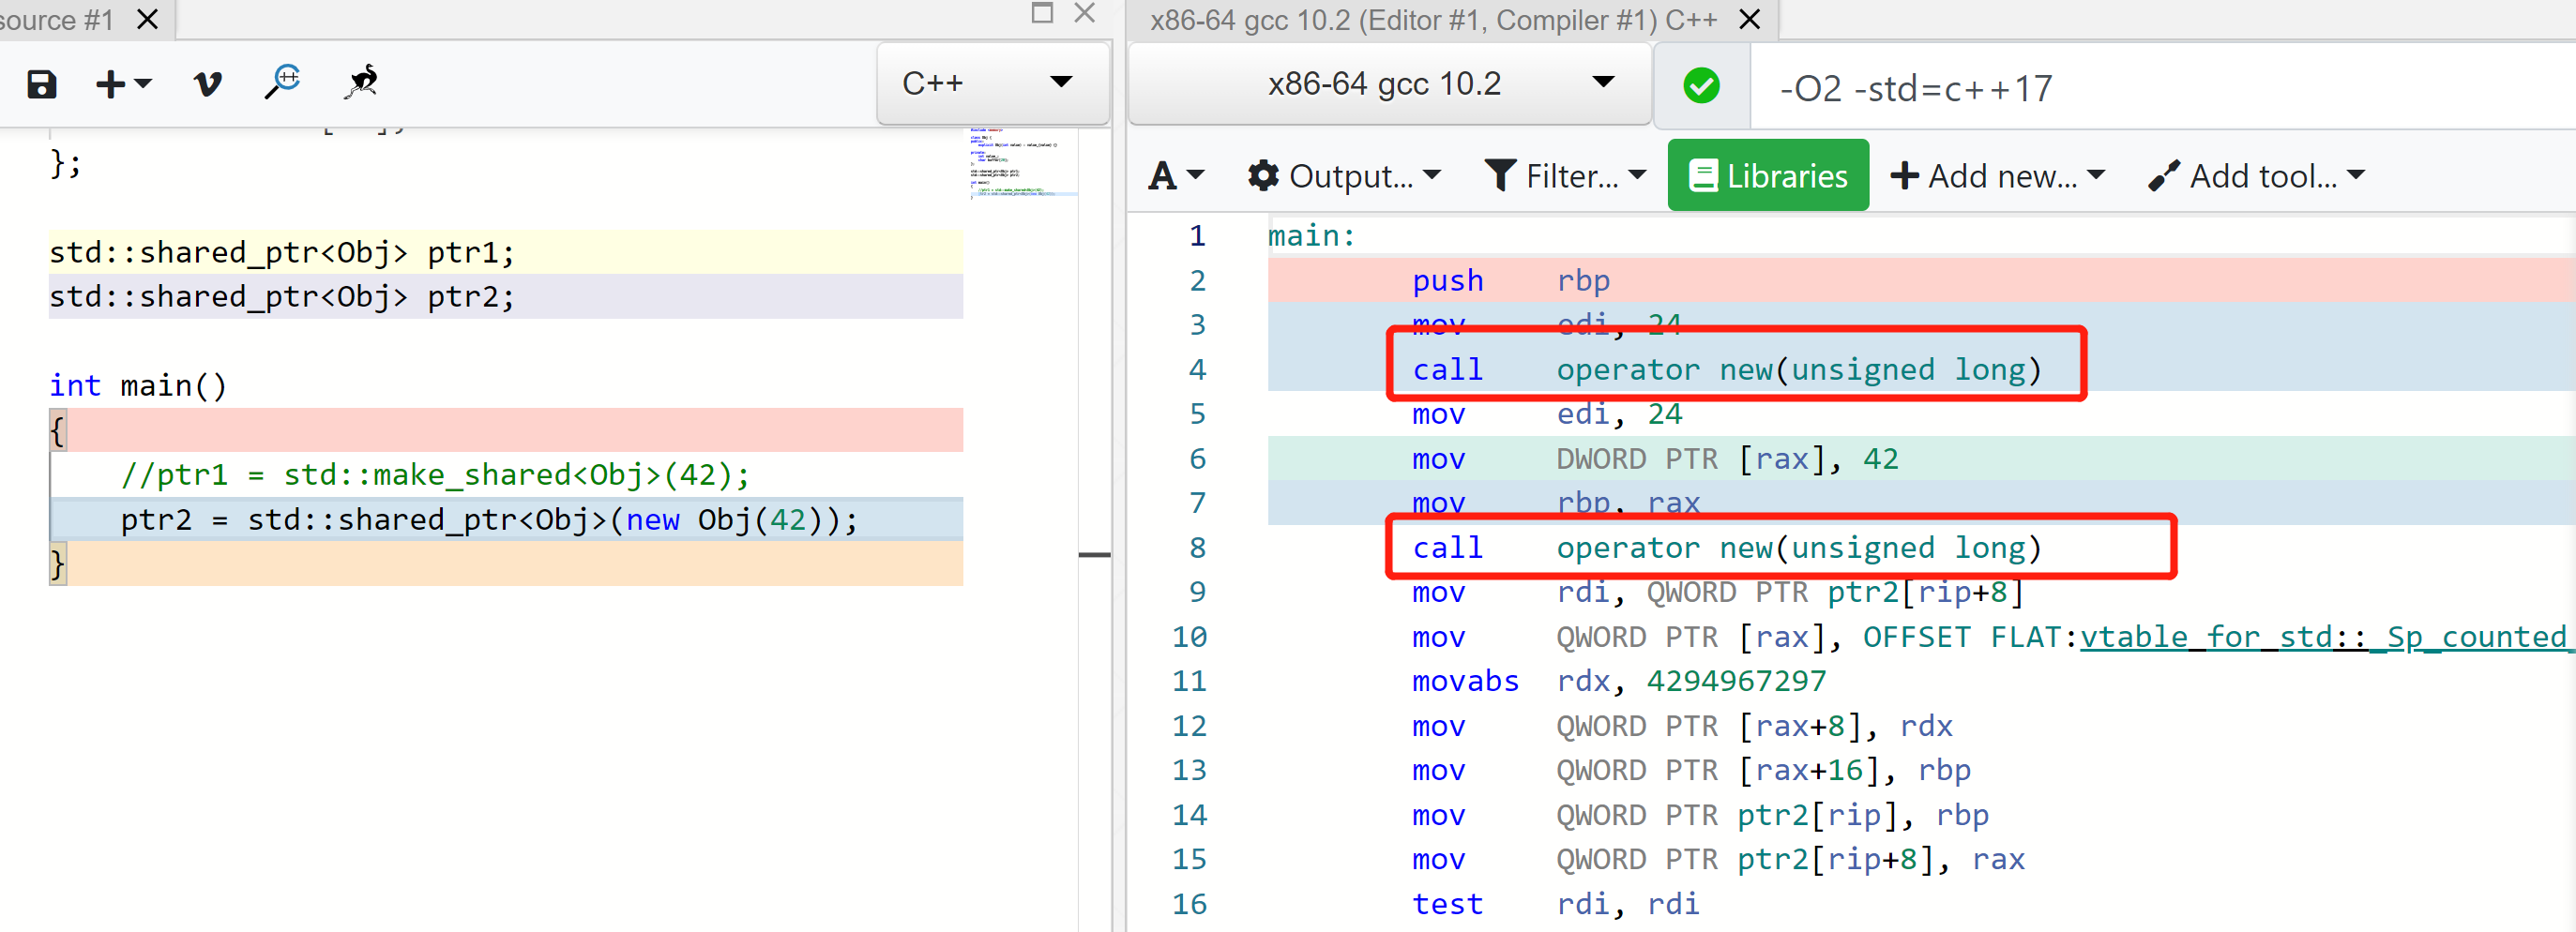 source #1
C++
};
std::shared_ptr<Obj> ptr1;
std::shared_ptr<Obj> ptr2;
int main()
{
//ptr1 = std::make_shared<Obj>(42);
ptr2 = std::shared_ptr<Obj>(new Obj(42));
}
x86-64 gcc 10.2 (Editor #1, Compiler #1) C++
x86-64 gcc 10.2
-O2 -std=c++17
A
Output...
Filter...
Libraries
Add new...
Add tool...
1 main:
2 push rbp
3 mov edi, 24
4 call operator new(unsigned long)
5 mov edi, 24
6 mov DWORD PTR [rax], 42
7 mov rbp, rax
8 call operator new(unsigned long)
9 mov rdi, QWORD PTR ptr2[rip+8]
10 mov QWORD PTR [rax], OFFSET FLAT:vtable for std::_Sp_counted_
11 movabs rdx, 4294967297
12 mov QWORD PTR [rax+8], rdx
13 mov QWORD PTR [rax+16], rbp
14 mov QWORD PTR ptr2[rip], rbp
15 mov QWORD PTR ptr2[rip+8], rax
16 test rdi, rdi